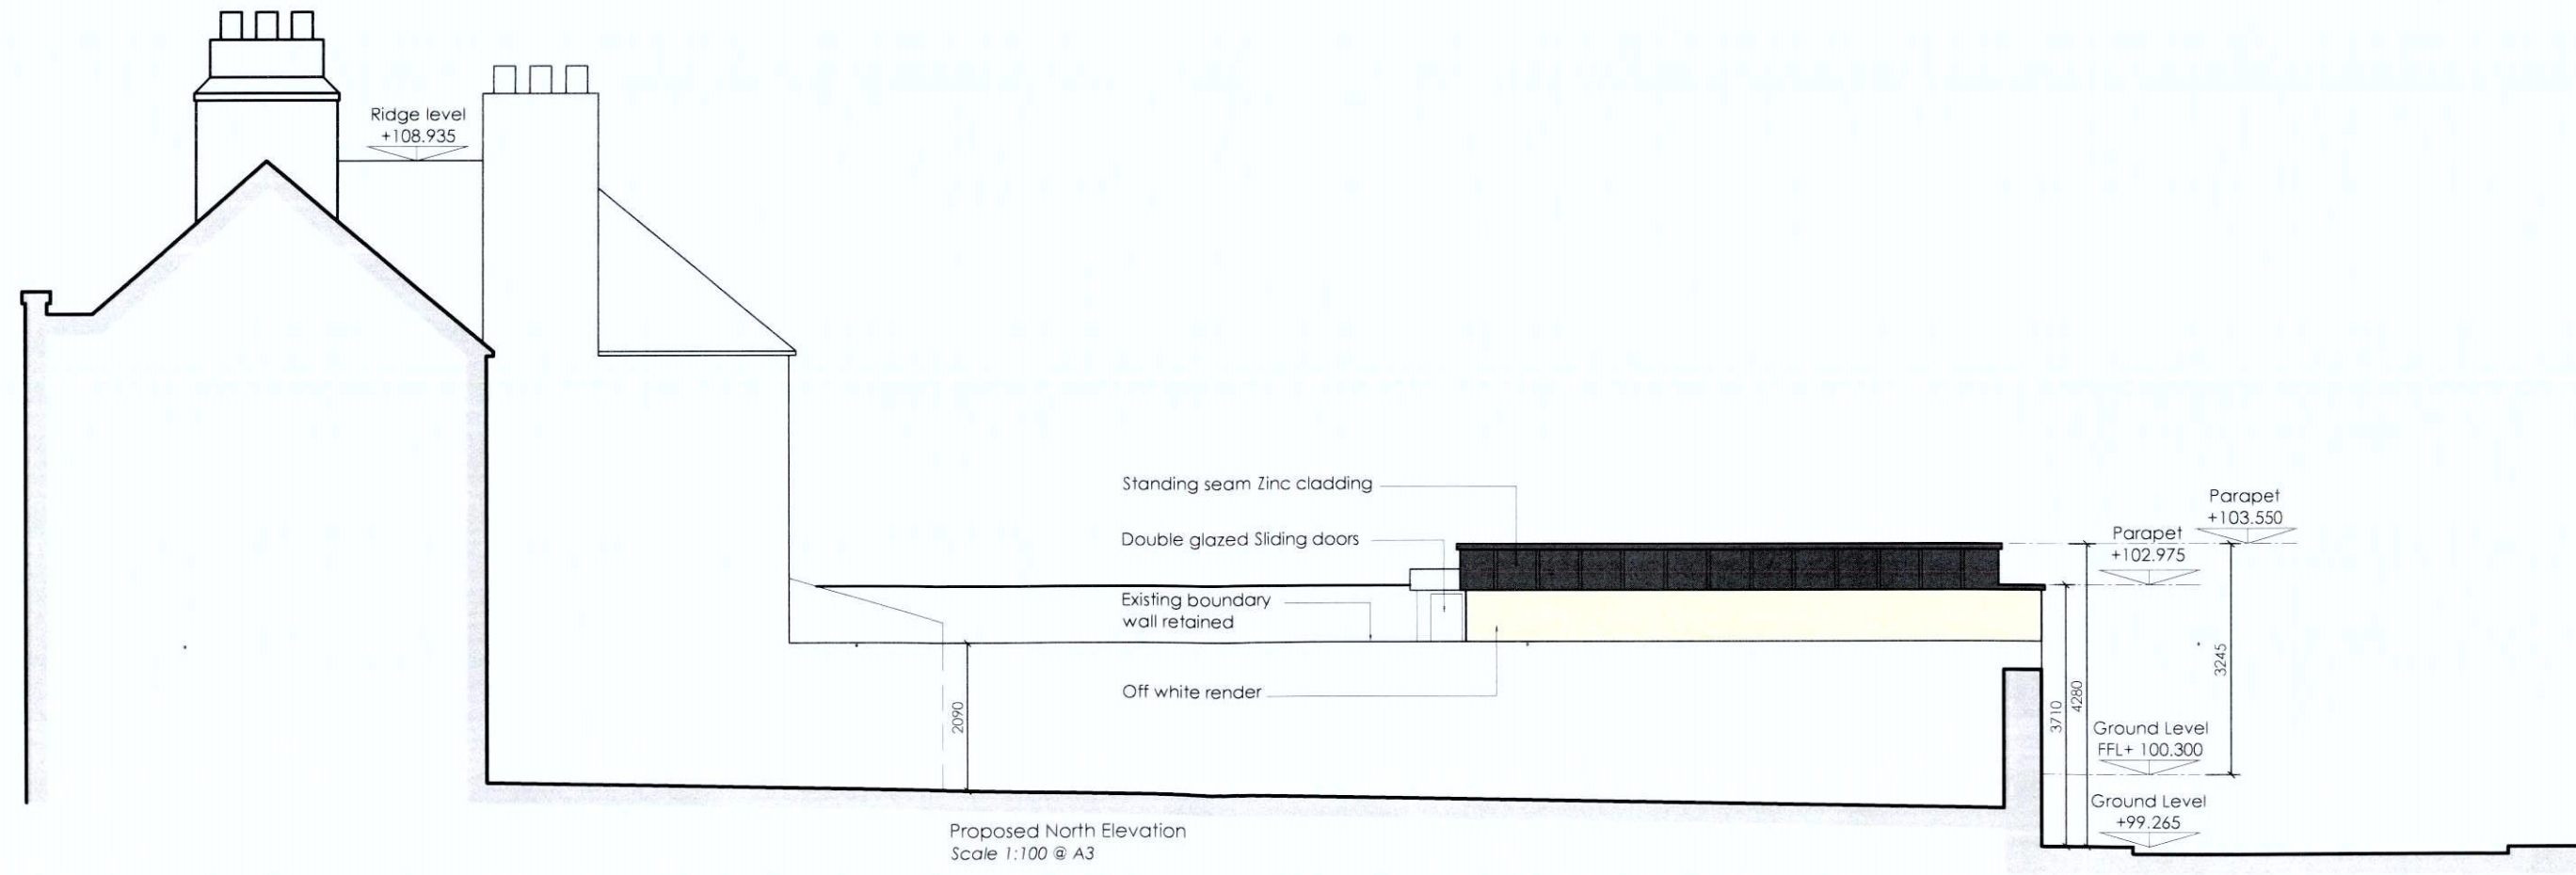 Ridge level
+108.935
Standing seam Zinc cladding
Double glazed Sliding doors
Existing boundary
wall retained
Off white render
2090
Parapet
+103.550
Parapet
+102.975
3245
4280
3710
Ground Level
FFL+ 100.300
Ground Level
+99.265
Proposed North Elevation
Scale 1:100 @ A3